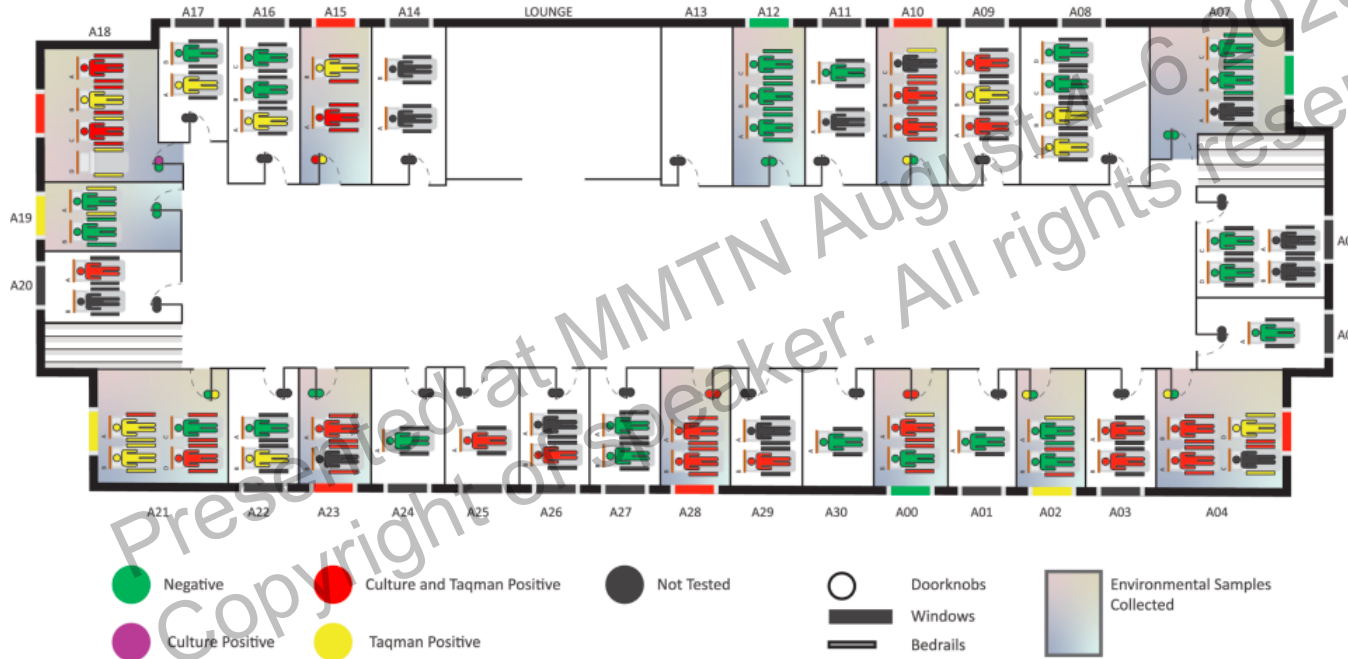 A17 A16 A15 A14 LOUNGE A13 A12 A11 A10 A09 A08 A07
A18
A19
A20
A21 A22 A23 A24 A25 A26 A27 A28 A29 A30 A00 A01 A02 A03 A04
Negative
Culture and Taqman Positive
Not Tested
Doorknobs
Environmental Samples
Collected
Windows
Culture Positive
Taqman Positive
Bedrails
Presented at MMTN August 4–6
Copyright of speaker. All rights